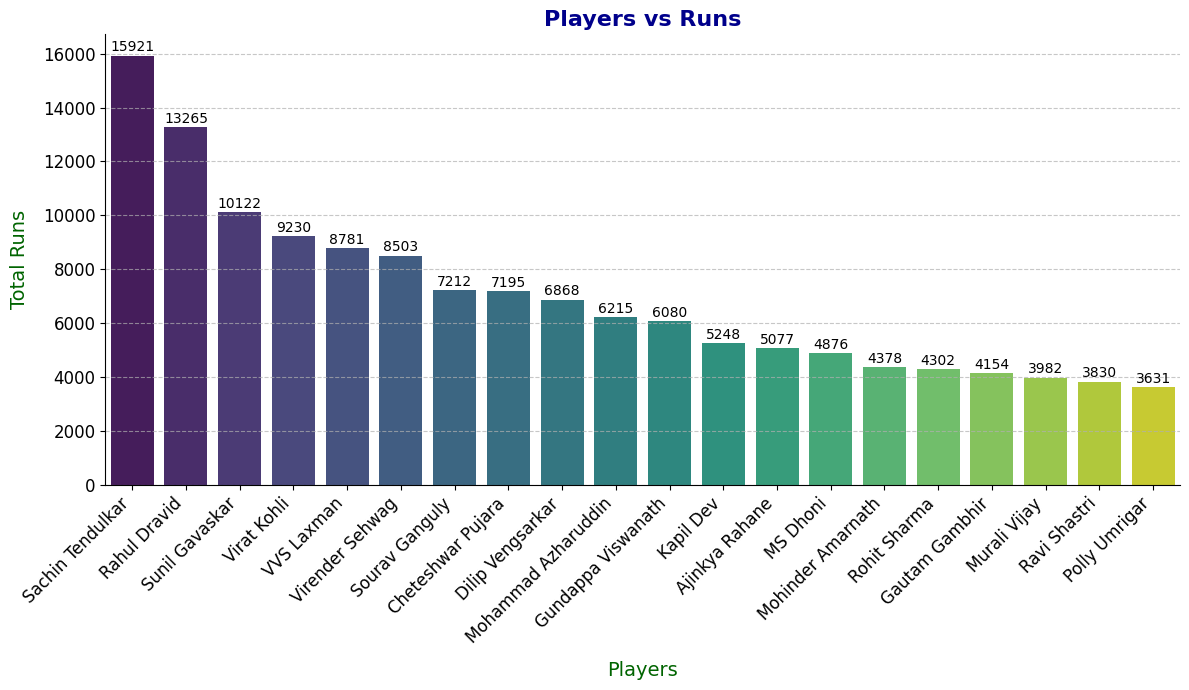 Players vs Runs
Total Runs
16000
14000
12000
10000
8000
6000
4000
2000
0
15921
13265
10122
9230
8781
8503
7212
7195
6868
6215
6080
5248
5077
4876
4378
4302
4154
3982
3830
3631
Sachin Tendulkar
Rahul Dravid
Sunil Gavaskar
Virat Kohli
VVS Laxman
Virender Sehwag
Sourav Ganguly
Cheteshwar Pujara
Dilip Vengsarkar
Mohammad Azharuddin
Gundappa Viswanath
Kapil Dev
Ajinkya Rahane
MS Dhoni
Mohinder Amarnath
Rohit Sharma
Gautam Gambhir
Murali Vijay
Ravi Shastri
Polly Umrigar
Players